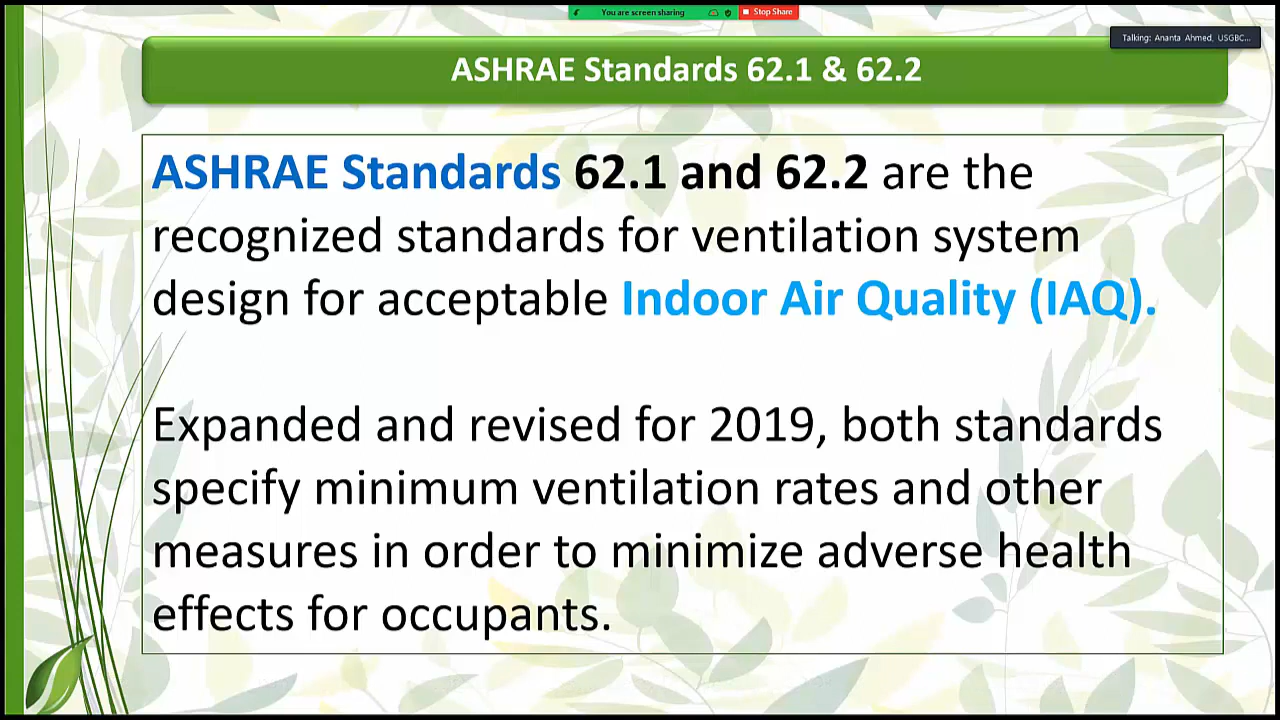 You are screen sharing
Stop Share
Talking: Ananta Ahmed, USGBC...
ASHRAE Standards 62.1 & 62.2
ASHRAE Standards 62.1 and 62.2 are the
recognized standards for ventilation system
design for acceptable Indoor Air Quality (IAQ).
Expanded and revised for 2019, both standards
specify minimum ventilation rates and other
measures in order to minimize adverse health
effects for occupants.